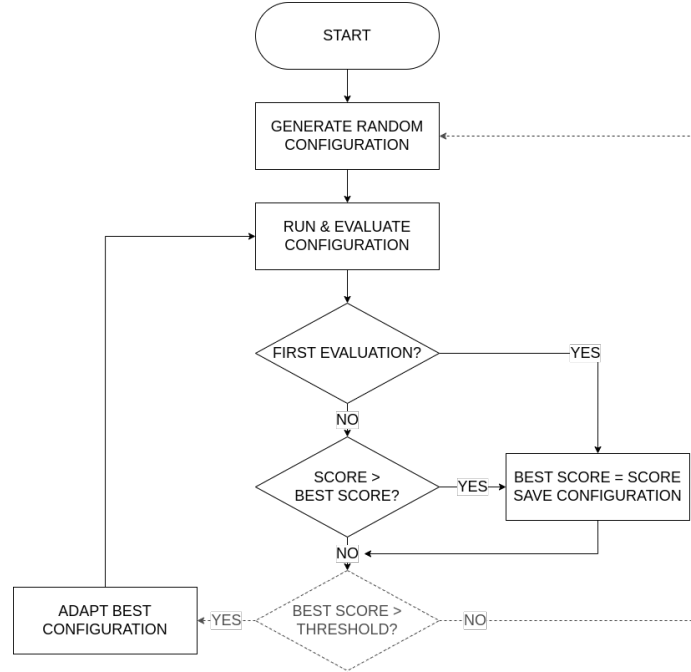 START
GENERATE RANDOM
CONFIGURATION
RUN & EVALUATE
CONFIGURATION
FIRST EVALUATION?
YES
NO
SCORE >
BEST SCORE?
YES
BEST SCORE = SCORE
SAVE CONFIGURATION
NO
BEST SCORE >
THRESHOLD?
YES
NO
ADAPT BEST
CONFIGURATION